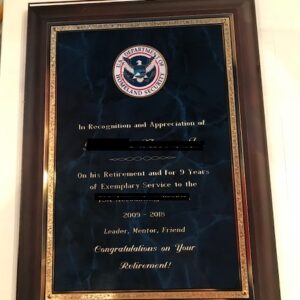 U.S. DEPARTMENT OF
HOMELAND SECURITY
In Recognition and Appreciation of
On his Retirement and for 9 Years
of Exemplary Service to the
2009 - 2018
Leader, Mentor, Friend
Congratulations on Your
Retirement!